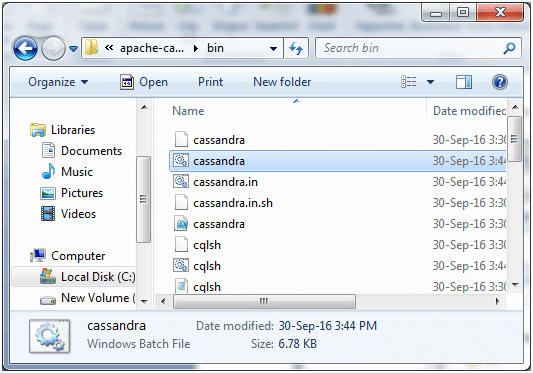 « apache-ca... ▸ bin
Search bin
Organize ▾ Open Print New folder
Name Date modified
Libraries
Documents
Music
Pictures
Videos
Computer
Local Disk (C:)
New Volume (
cassandra 30-Sep-16 3:30
cassandra 30-Sep-16 3:44
cassandra.in 30-Sep-16 3:44
cassandra.in.sh 30-Sep-16 3:30
cassandra 30-Sep-16 3:30
cqlsh 30-Sep-16 3:30
cqlsh 30-Sep-16 3:44
cqlsh 30-Sep-16 3:30
cassandra Date modified: 30-Sep-16 3:44 PM
Windows Batch File Size: 6.78 KB